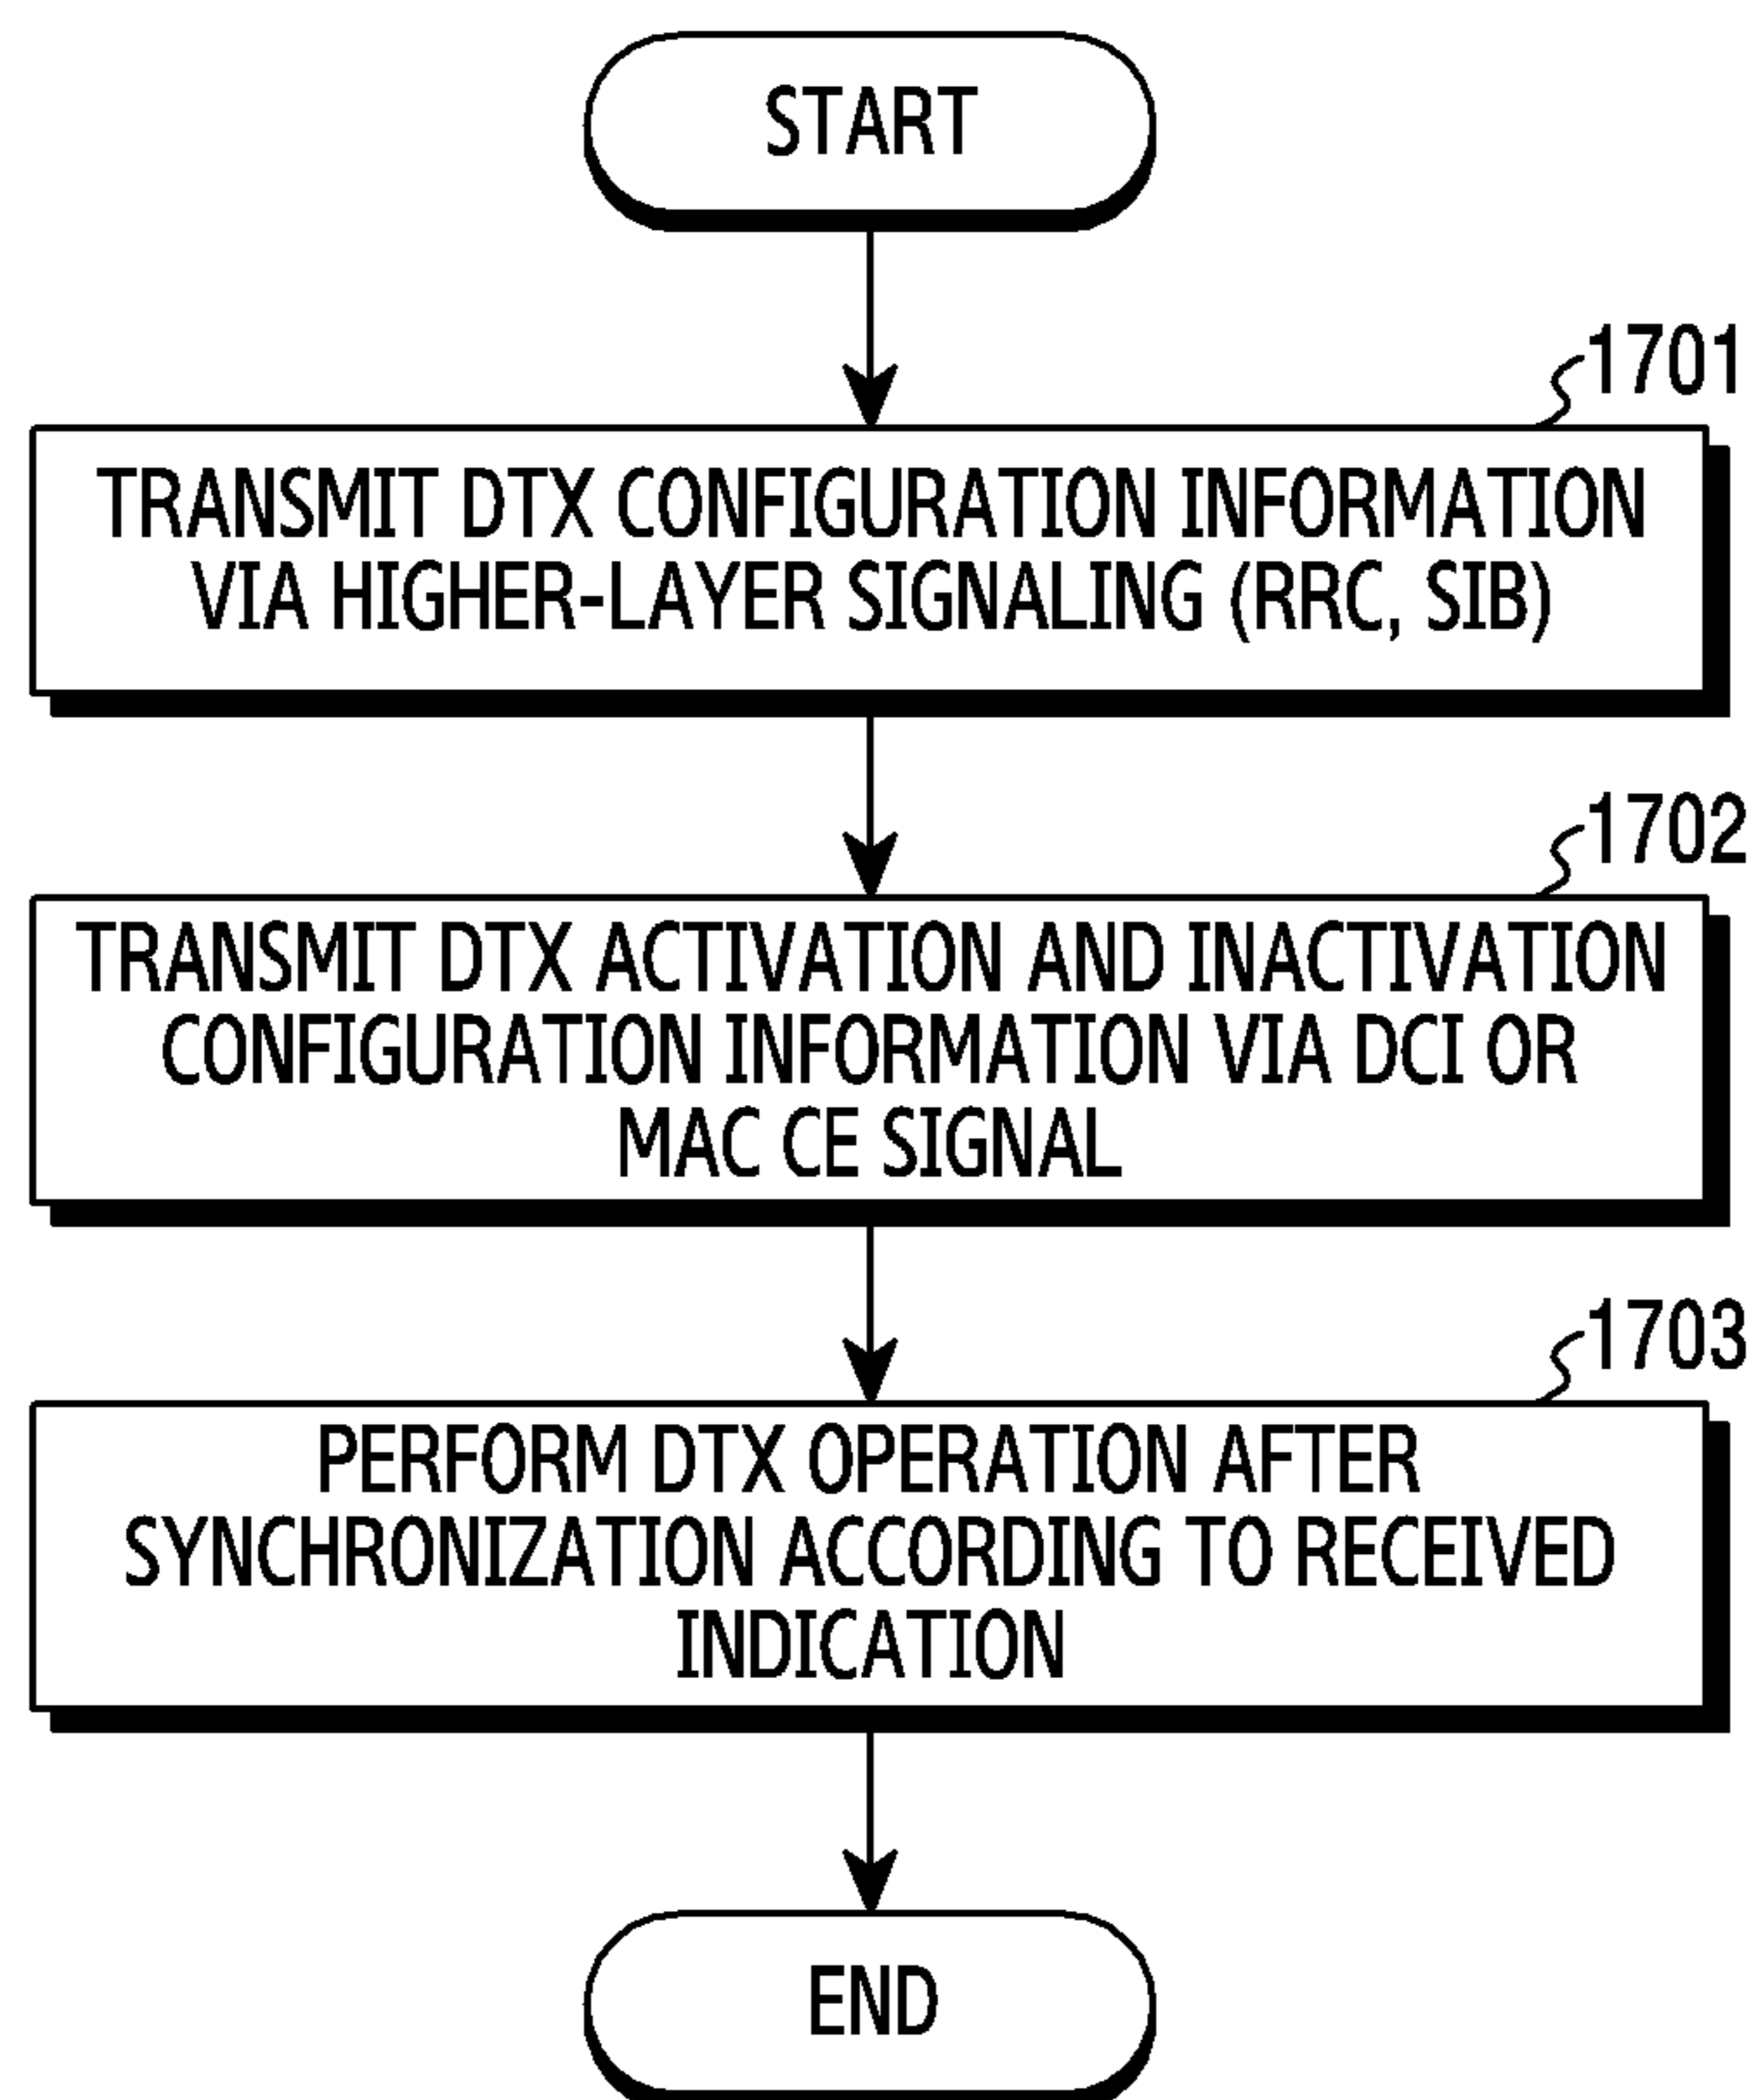 START
1701
TRANSMIT DTX CONFIGURATION INFORMATION
VIA HIGHER-LAYER SIGNALING (RRC, SIB)
1702
TRANSMIT DTX ACTIVATION AND INACTIVATION
CONFIGURATION INFORMATION VIA DCI OR
MAC CE SIGNAL
1703
PERFORM DTX OPERATION AFTER
SYNCHRONIZATION ACCORDING TO RECEIVED
INDICATION
END